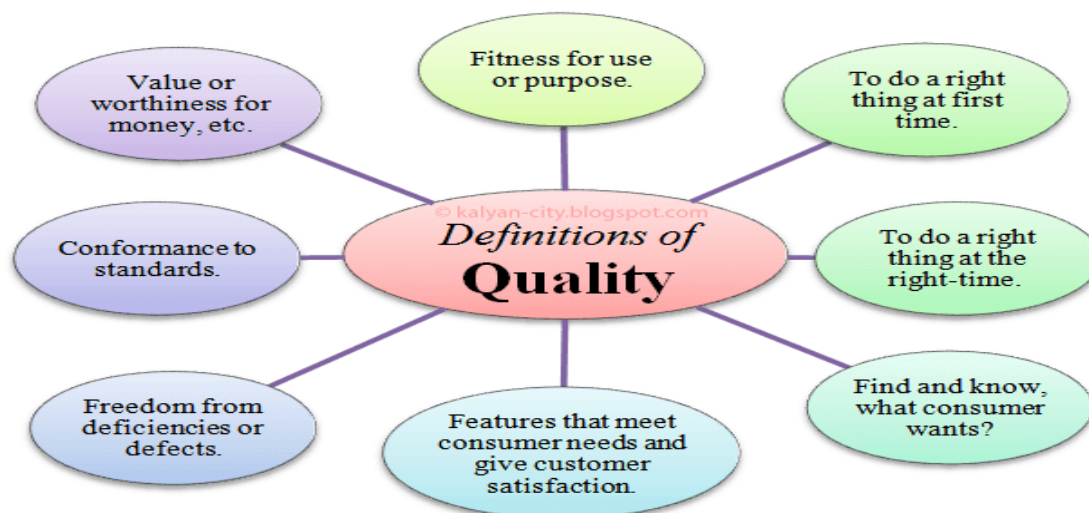 Fitness for use
or purpose.
To do a right
thing at first
time.
To do a right
thing at the
right-time.
Find and know,
what consumer
wants?
Features that meet
consumer needs and
give customer
satisfaction.
Freedom from
deficiencies or
defects.
Conformance to
standards.
Value or
worthiness for
money, etc.
© kalyan-city.blogspot.com
Definitions of
Quality